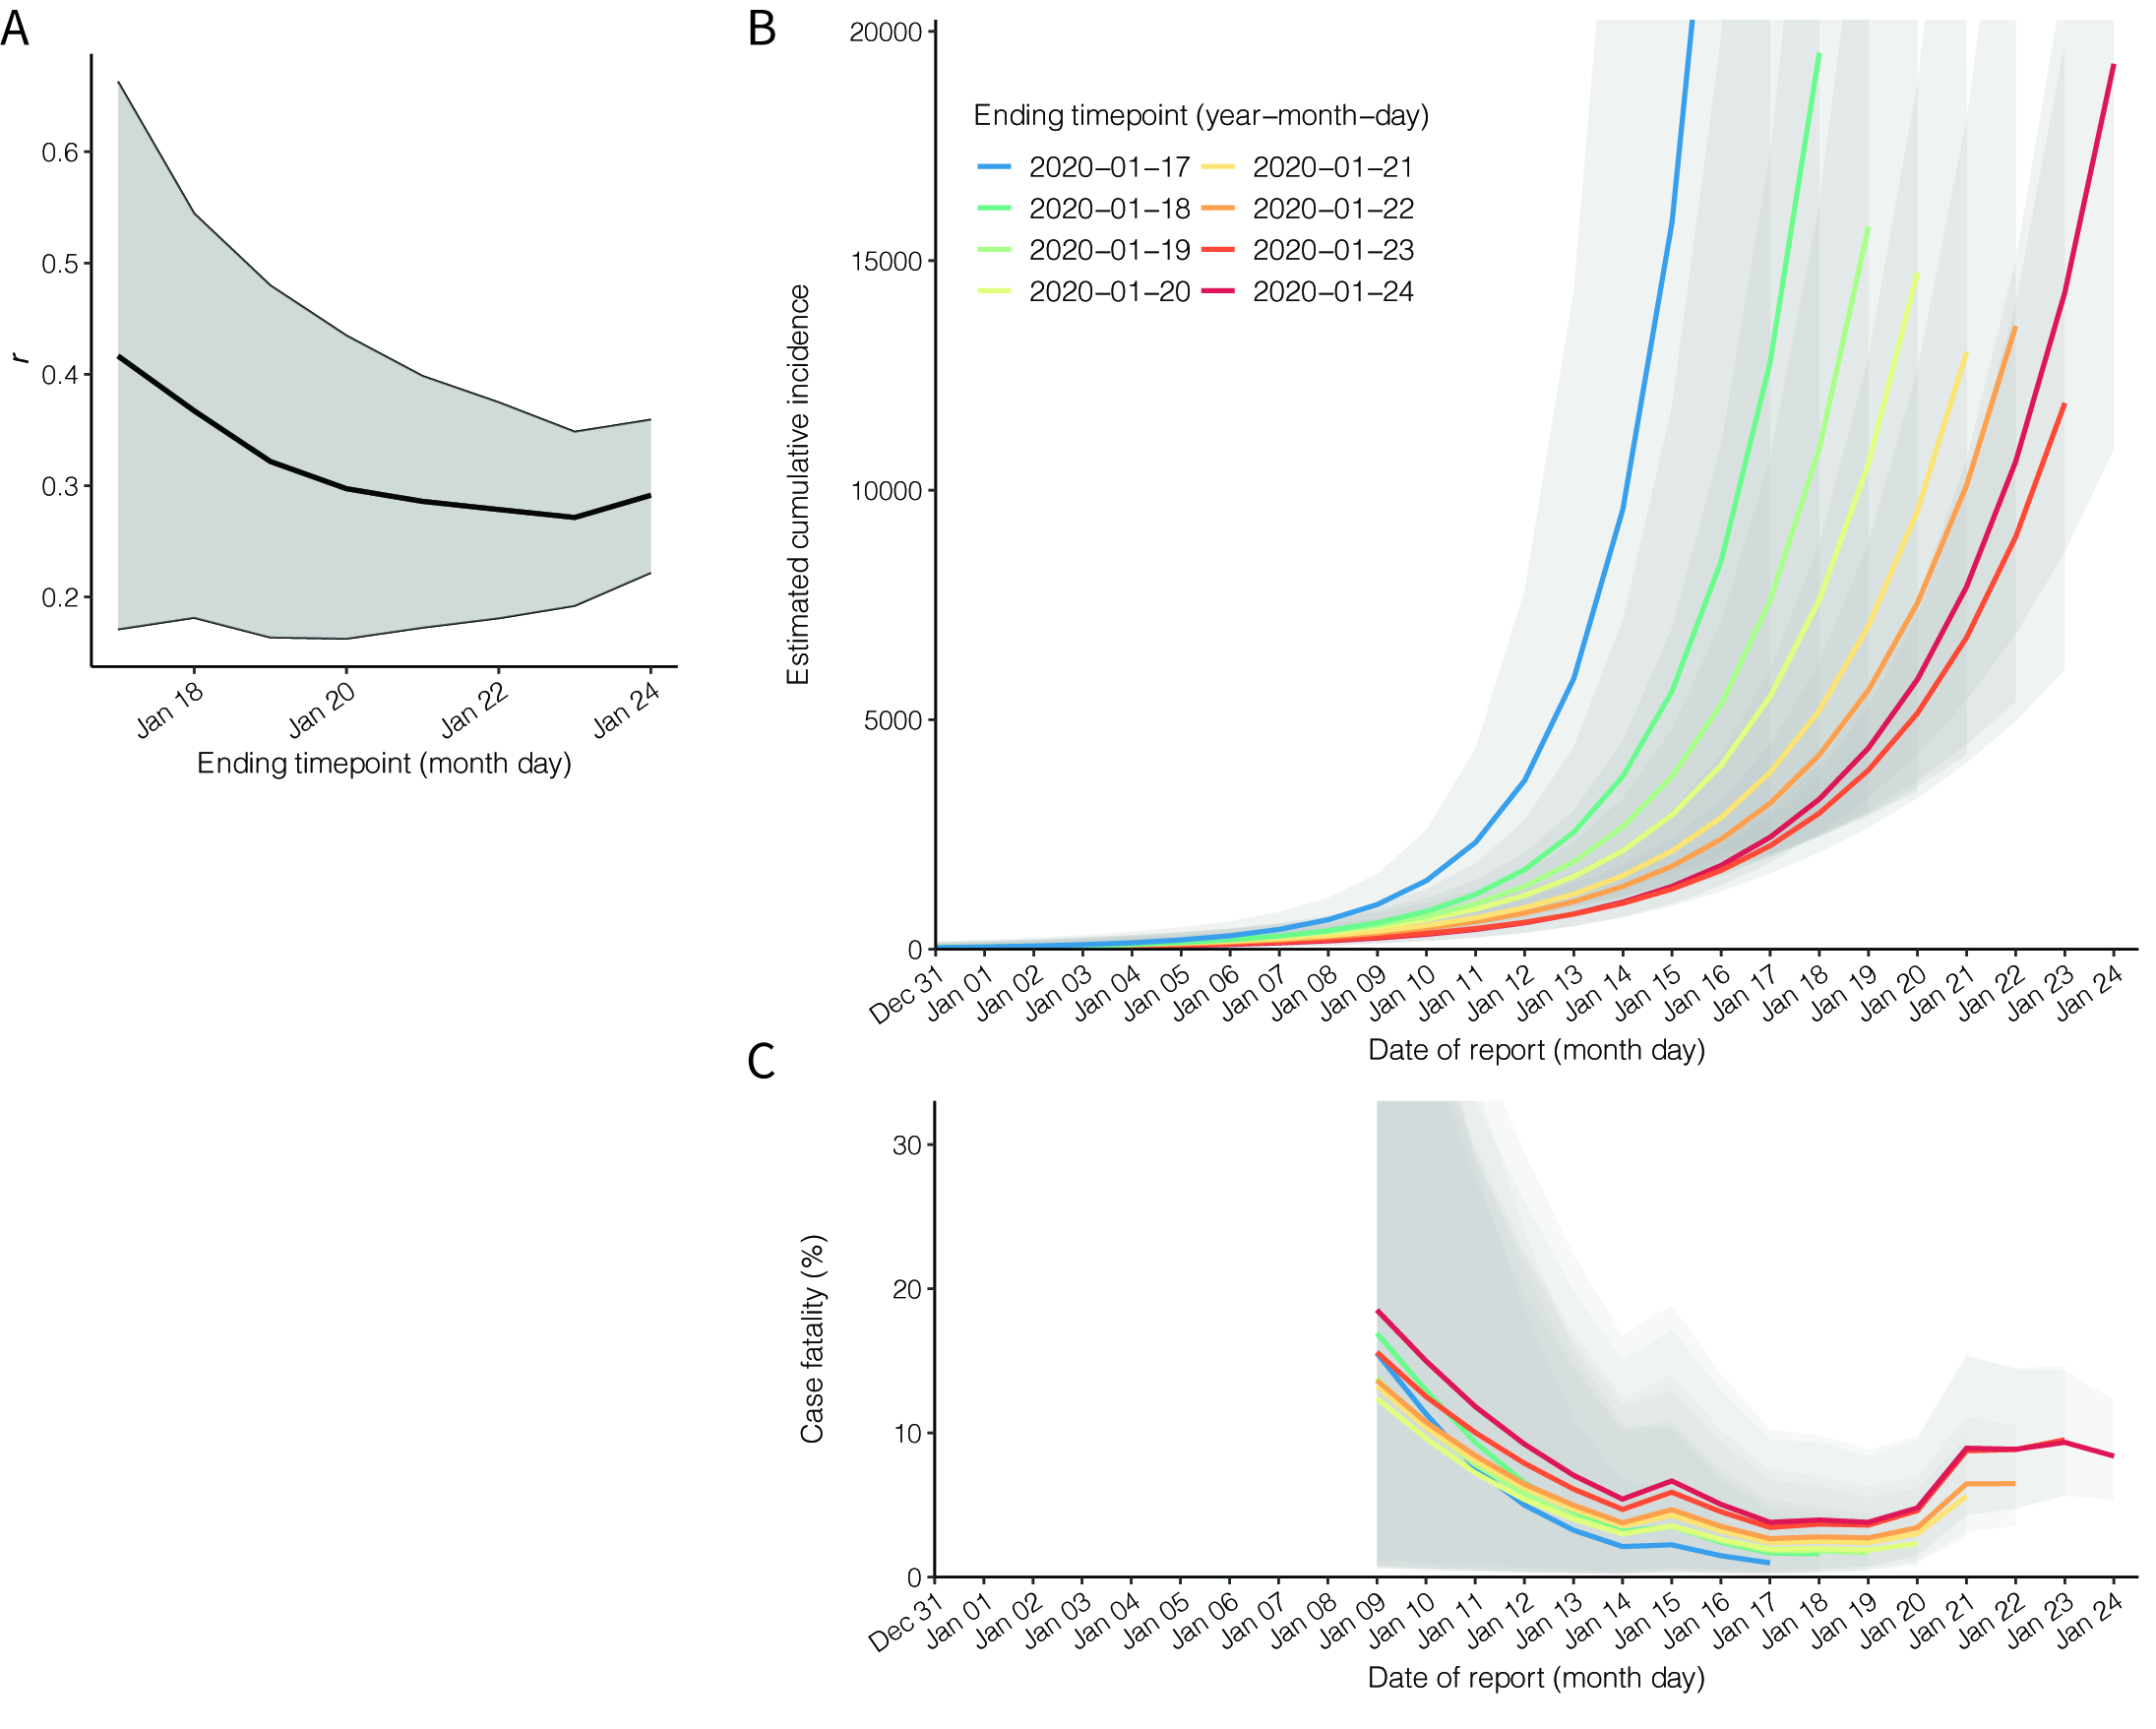 A
r
0.6
0.5
0.4
0.3
0.2
Jan 18
Jan 20
Jan 22
Jan 24
Ending timepoint (month day)
B
Estimated cumulative incidence
20000
15000
10000
5000
0
Ending timepoint (year–month–day)
2020–01–17 2020–01–21
2020–01–18 2020–01–22
2020–01–19 2020–01–23
2020–01–20 2020–01–24
Dec 31
Jan 01
Jan 02
Jan 03
Jan 04
Jan 05
Jan 06
Jan 07
Jan 08
Jan 09
Jan 10
Jan 11
Jan 12
Jan 13
Jan 14
Jan 15
Jan 16
Jan 17
Jan 18
Jan 19
Jan 20
Jan 21
Jan 22
Jan 23
Jan 24
Date of report (month day)
C
Case fatality (%)
30
20
10
0
Dec 31
Jan 01
Jan 02
Jan 03
Jan 04
Jan 05
Jan 06
Jan 07
Jan 08
Jan 09
Jan 10
Jan 11
Jan 12
Jan 13
Jan 14
Jan 15
Jan 16
Jan 17
Jan 18
Jan 19
Jan 20
Jan 21
Jan 22
Jan 23
Jan 24
Date of report (month day)